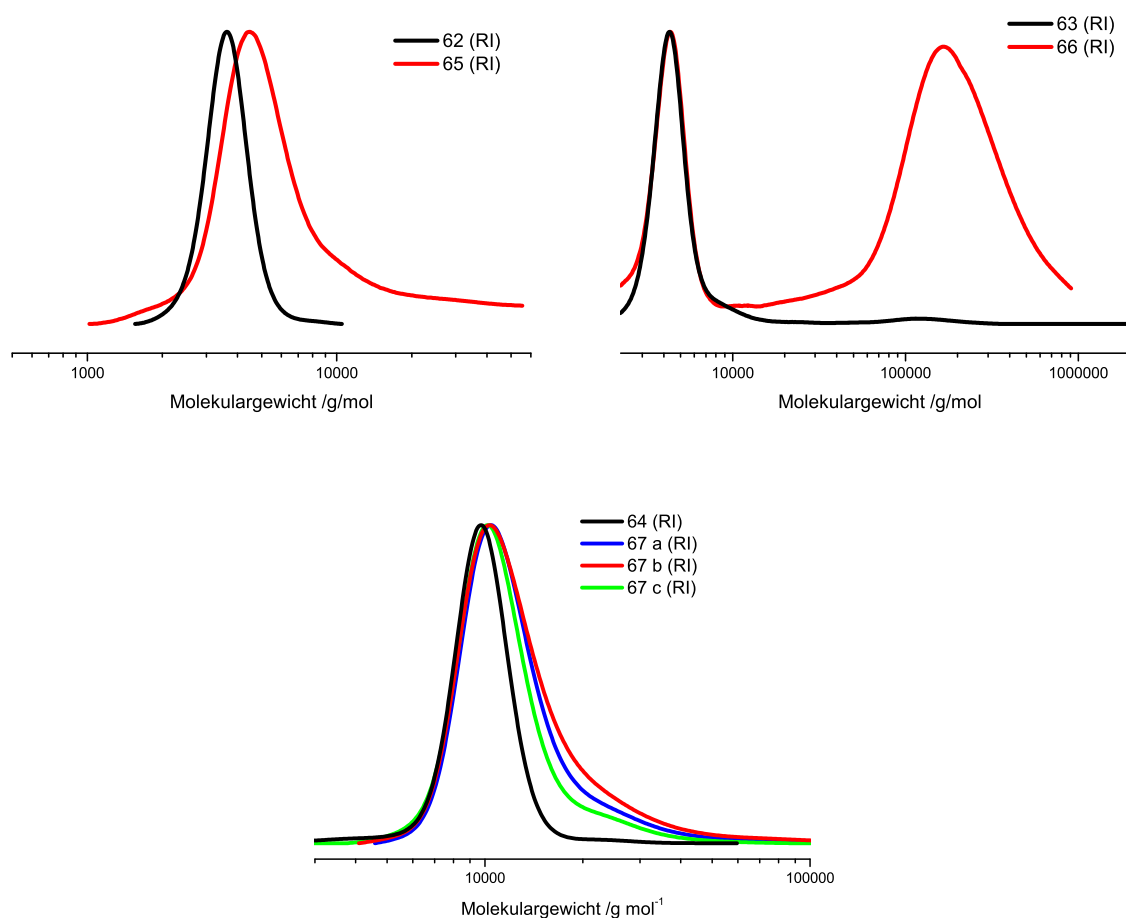 62 (RI)
65 (RI)
1000 10000
Molekulargewicht /g/mol
63 (RI)
66 (RI)
10000 100000 1000000
Molekulargewicht /g/mol
64 (RI)
67 a (RI)
67 b (RI)
67 c (RI)
10000 100000
Molekulargewicht /g mol⁻¹